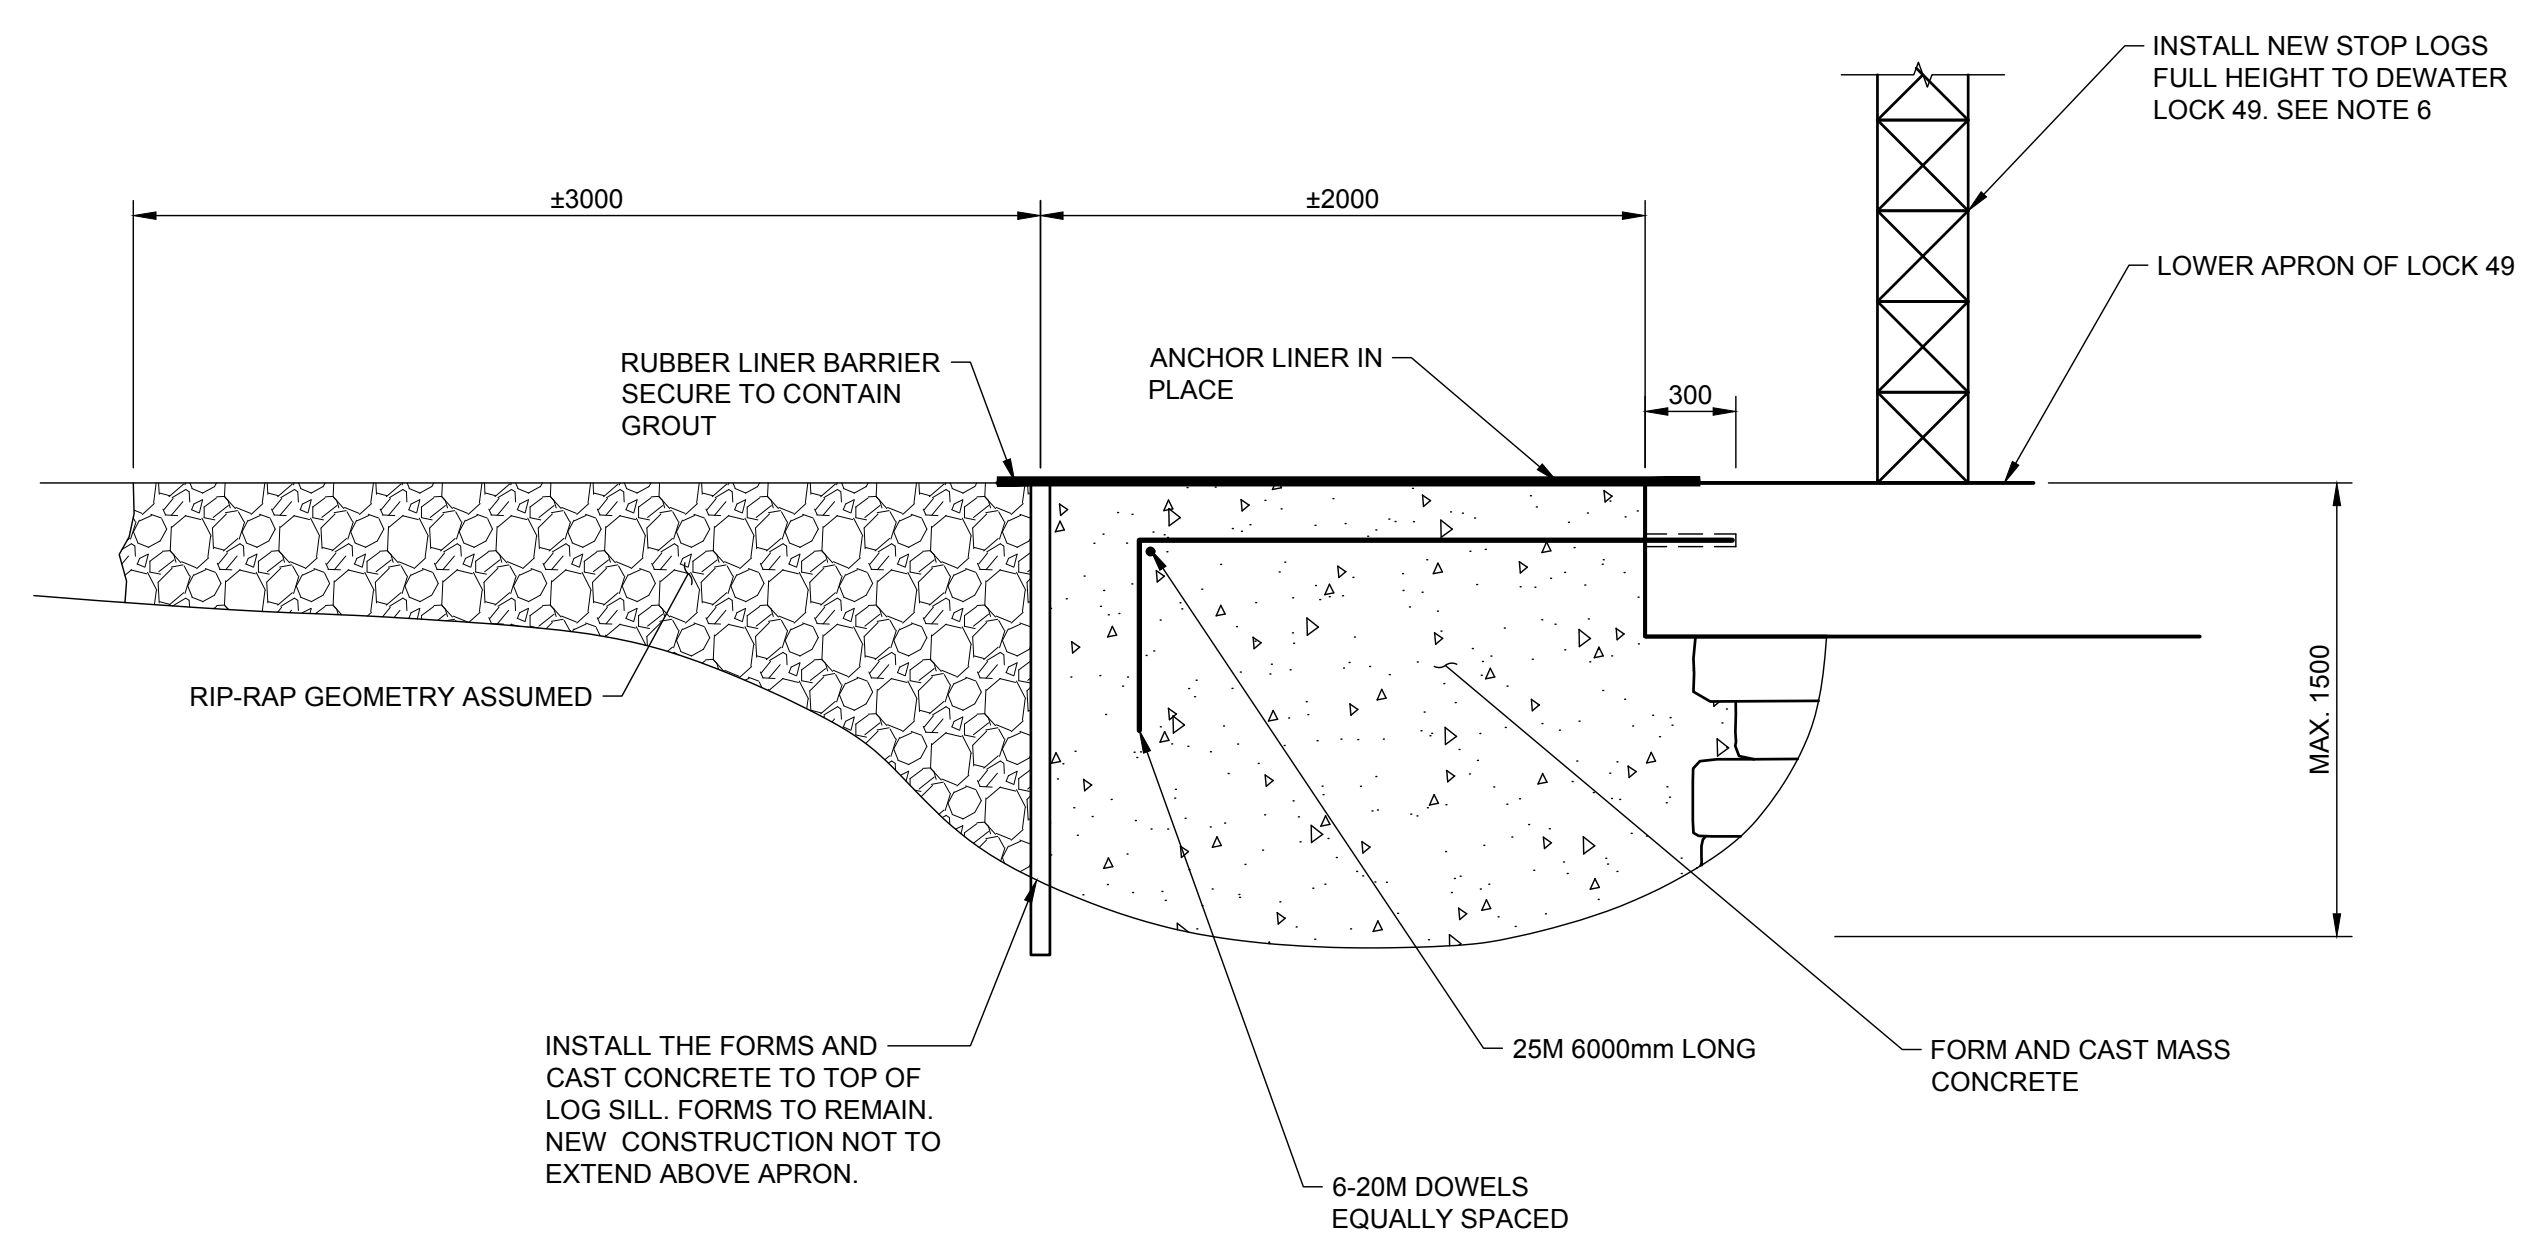 INSTALL NEW STOP LOGS
FULL HEIGHT TO DEWATER
LOCK 49. SEE NOTE 6
±3000
±2000
LOWER APRON OF LOCK 49
RUBBER LINER BARRIER
SECURE TO CONTAIN
GROUT
ANCHOR LINER IN
PLACE
300
RIP-RAP GEOMETRY ASSUMED
MAX. 1500
INSTALL THE FORMS AND
CAST CONCRETE TO TOP OF
LOG SILL. FORMS TO REMAIN.
NEW  CONSTRUCTION NOT TO
EXTEND ABOVE APRON.
25M 6000mm LONG
FORM AND CAST MASS
CONCRETE
6-20M DOWELS
EQUALLY SPACED